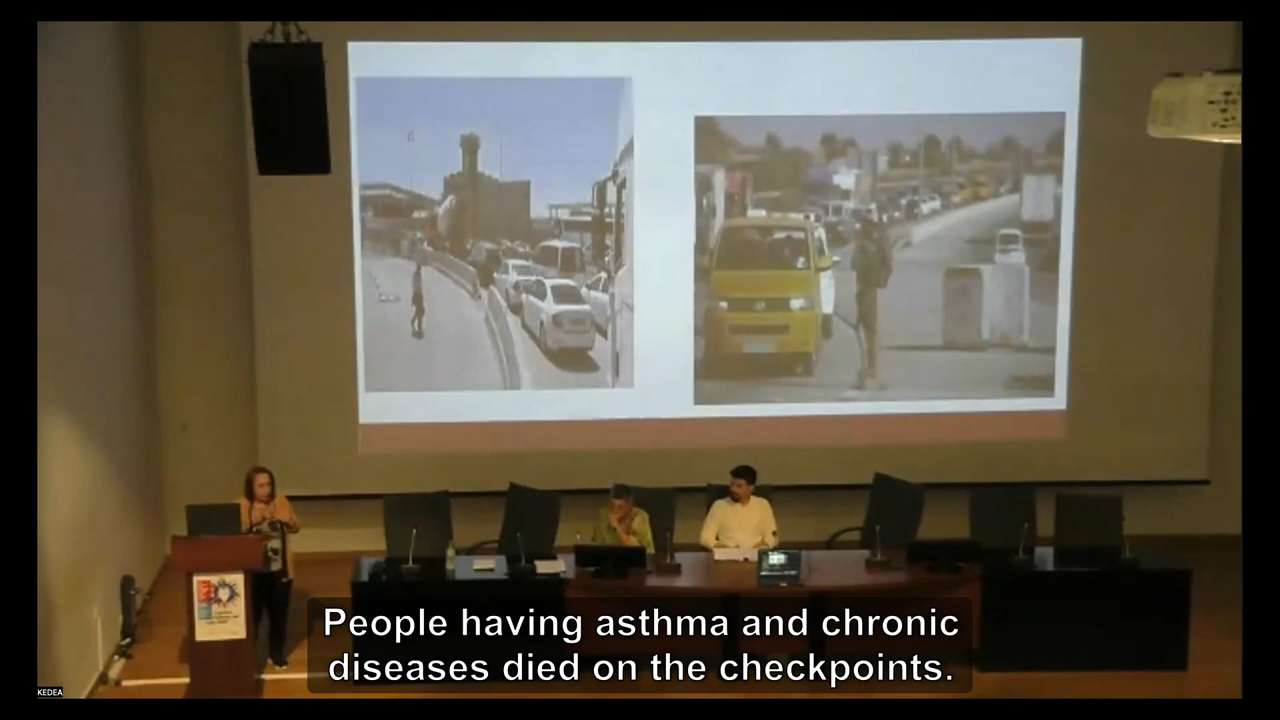 People having asthma and chronic
diseases died on the checkpoints.
KEDEA